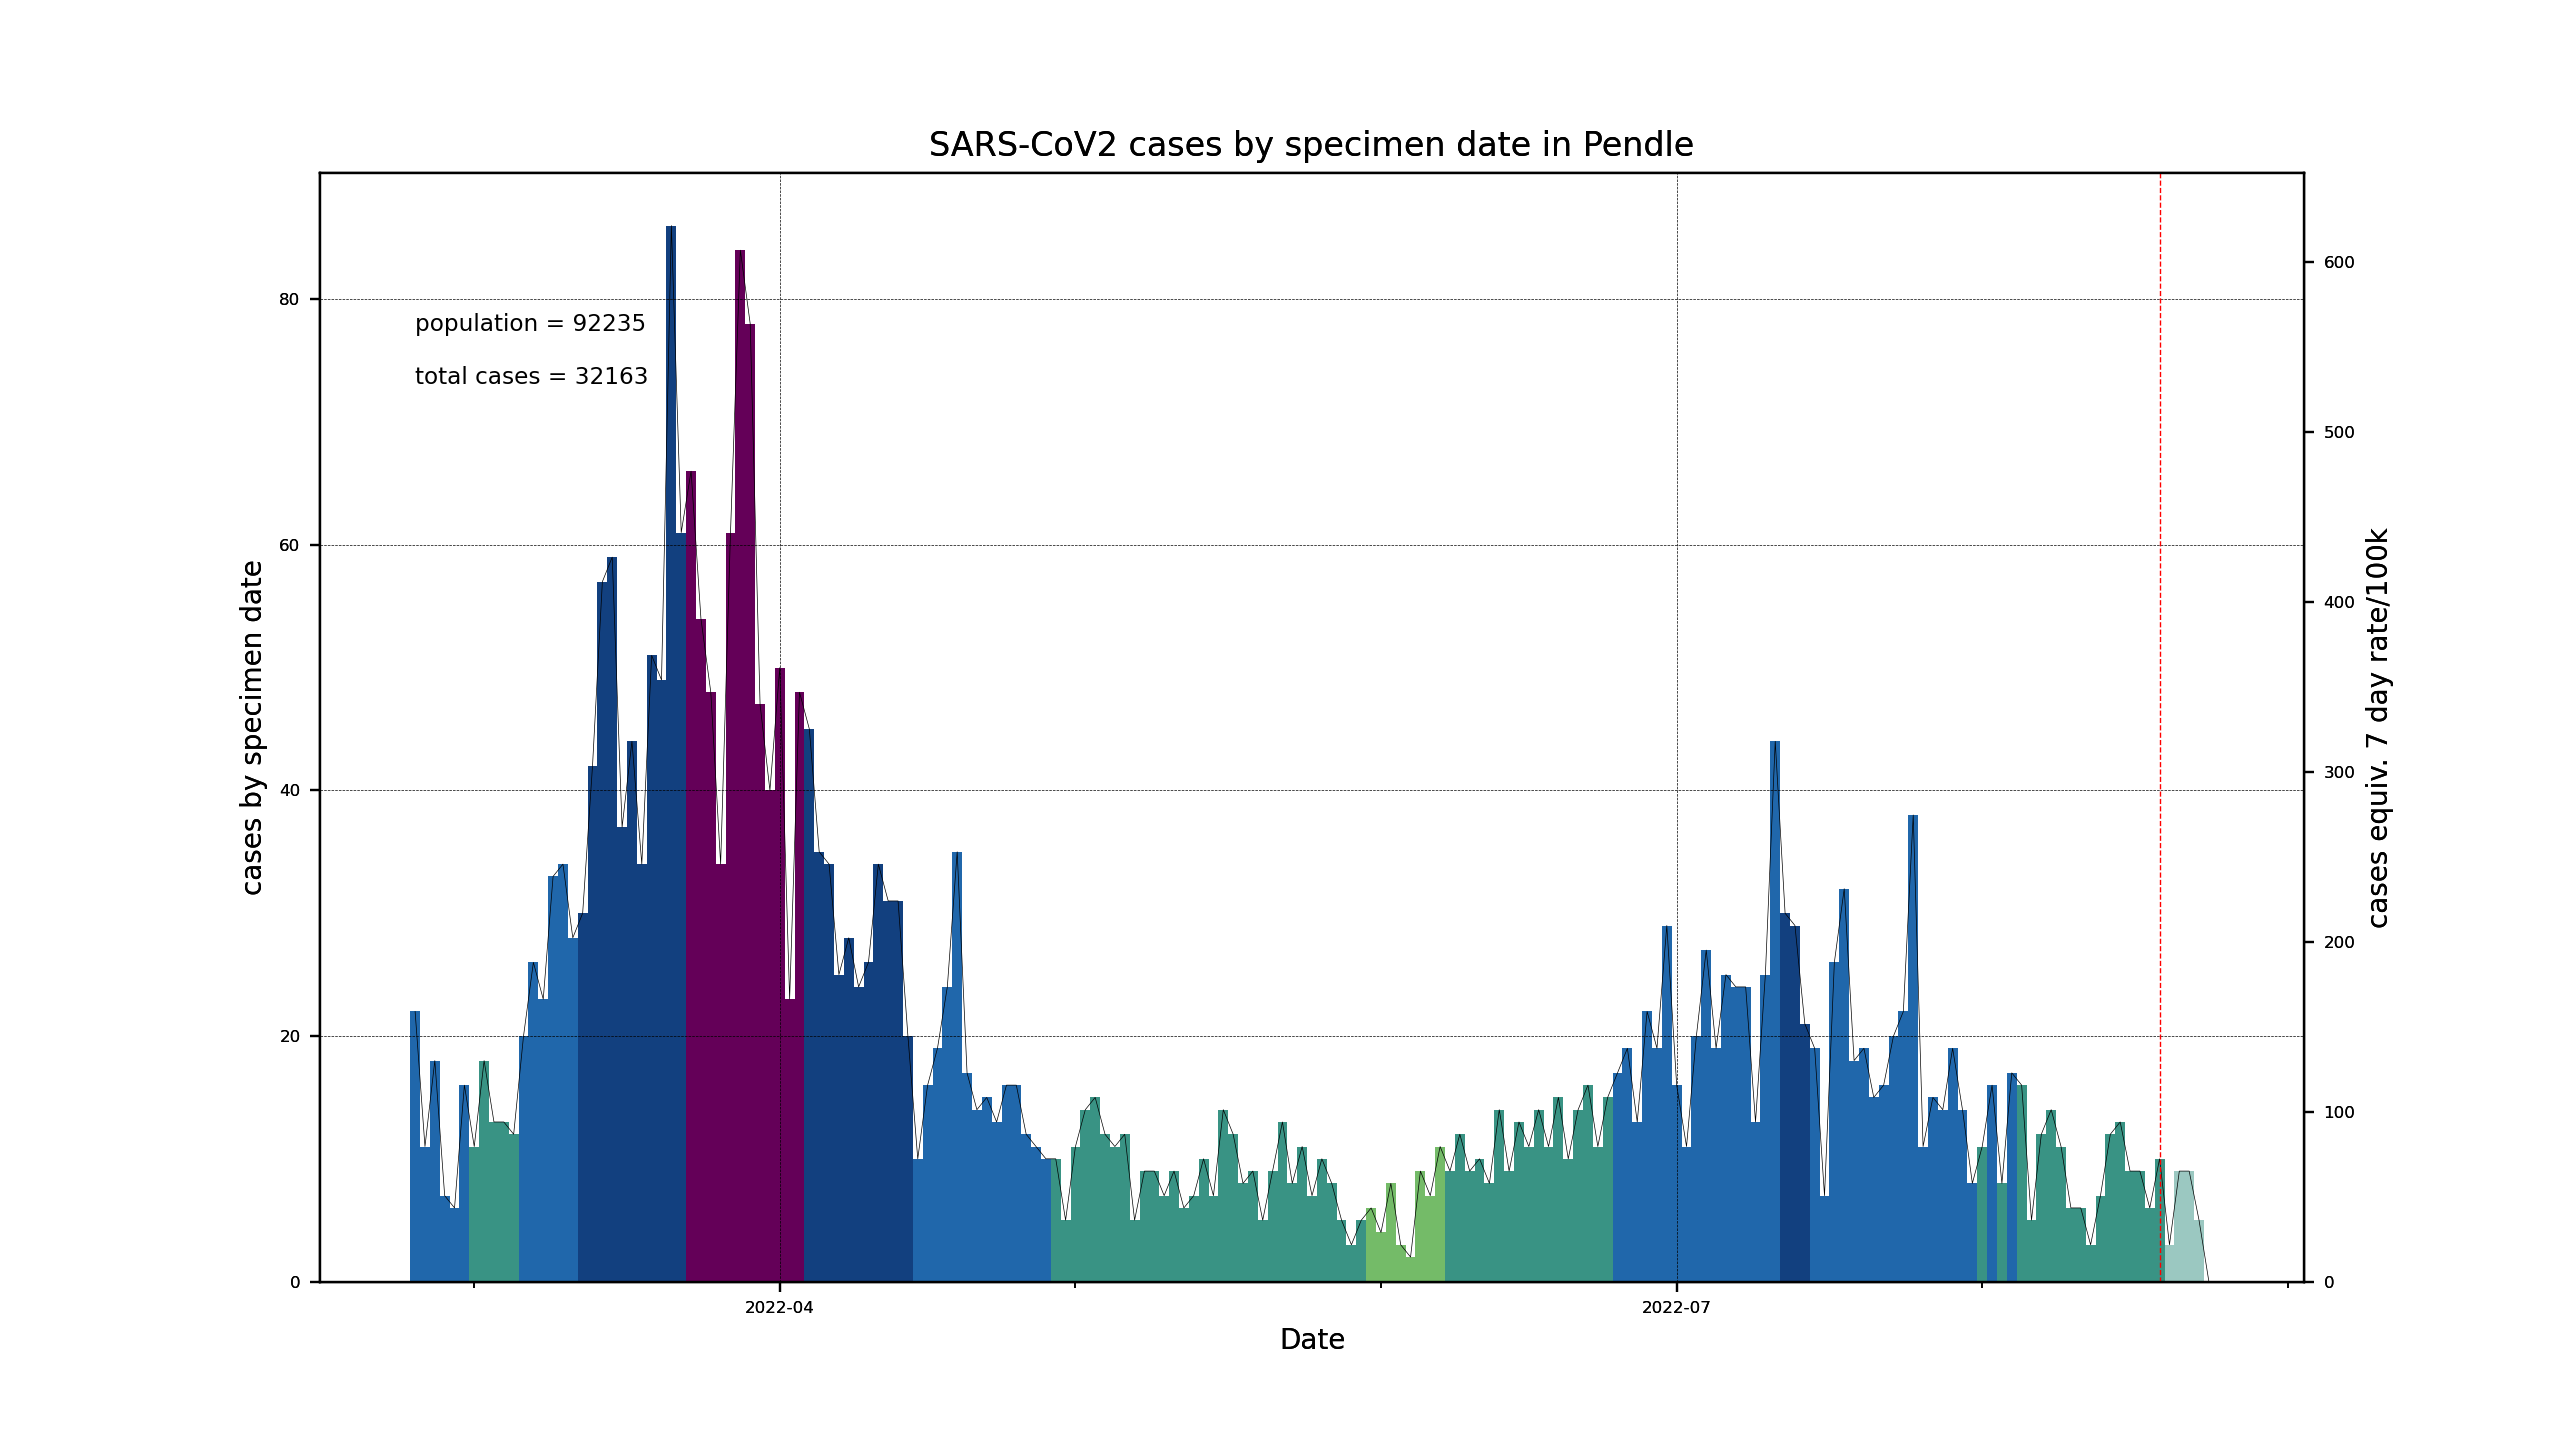 SARS-CoV2 cases by specimen date in Pendle
population = 92235
total cases = 32163
cases by specimen date
80
60
40
20
0
600
500
400
300
200
100
0
cases equiv. 7 day rate/100k
2022-04
2022-07
Date